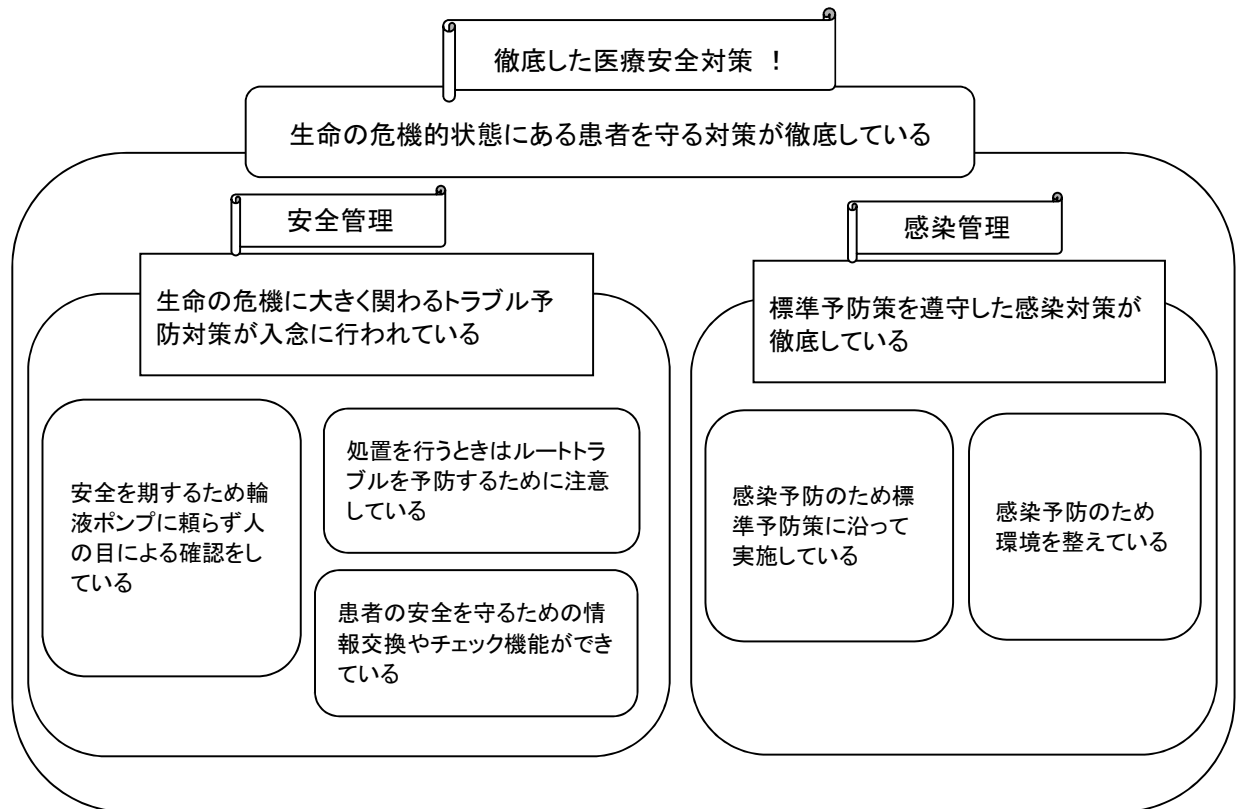 徹底した医療安全対策 !
生命の危機的状態にある患者を守る対策が徹底している
安全管理
生命の危機に大きく関わるトラブル予
防対策が入念に行われている
安全を期するため輪
液ポンプに頼らず人
の目による確認をし
ている
処置を行うときはルートトラ
ブルを予防するために注意
している
患者の安全を守るための情
報交換やチェック機能ができ
ている
感染管理
標準予防策を遵守した感染対策が
徹底している
感染予防のため標
準予防策に沿って
実施している
感染予防のため
環境を整えている